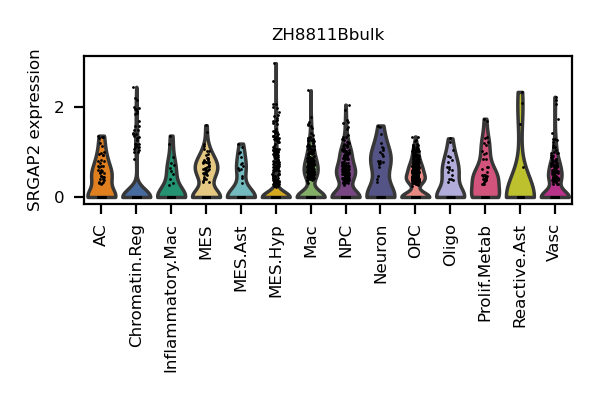 ZH8811Bbulk
SRGAP2 expression
2
0
AC
Chromatin.Reg
Inflammatory.Mac
MES
MES.Ast
MES.Hyp
Mac
NPC
Neuron
OPC
Oligo
Prolif.Metab
Reactive.Ast
Vasc